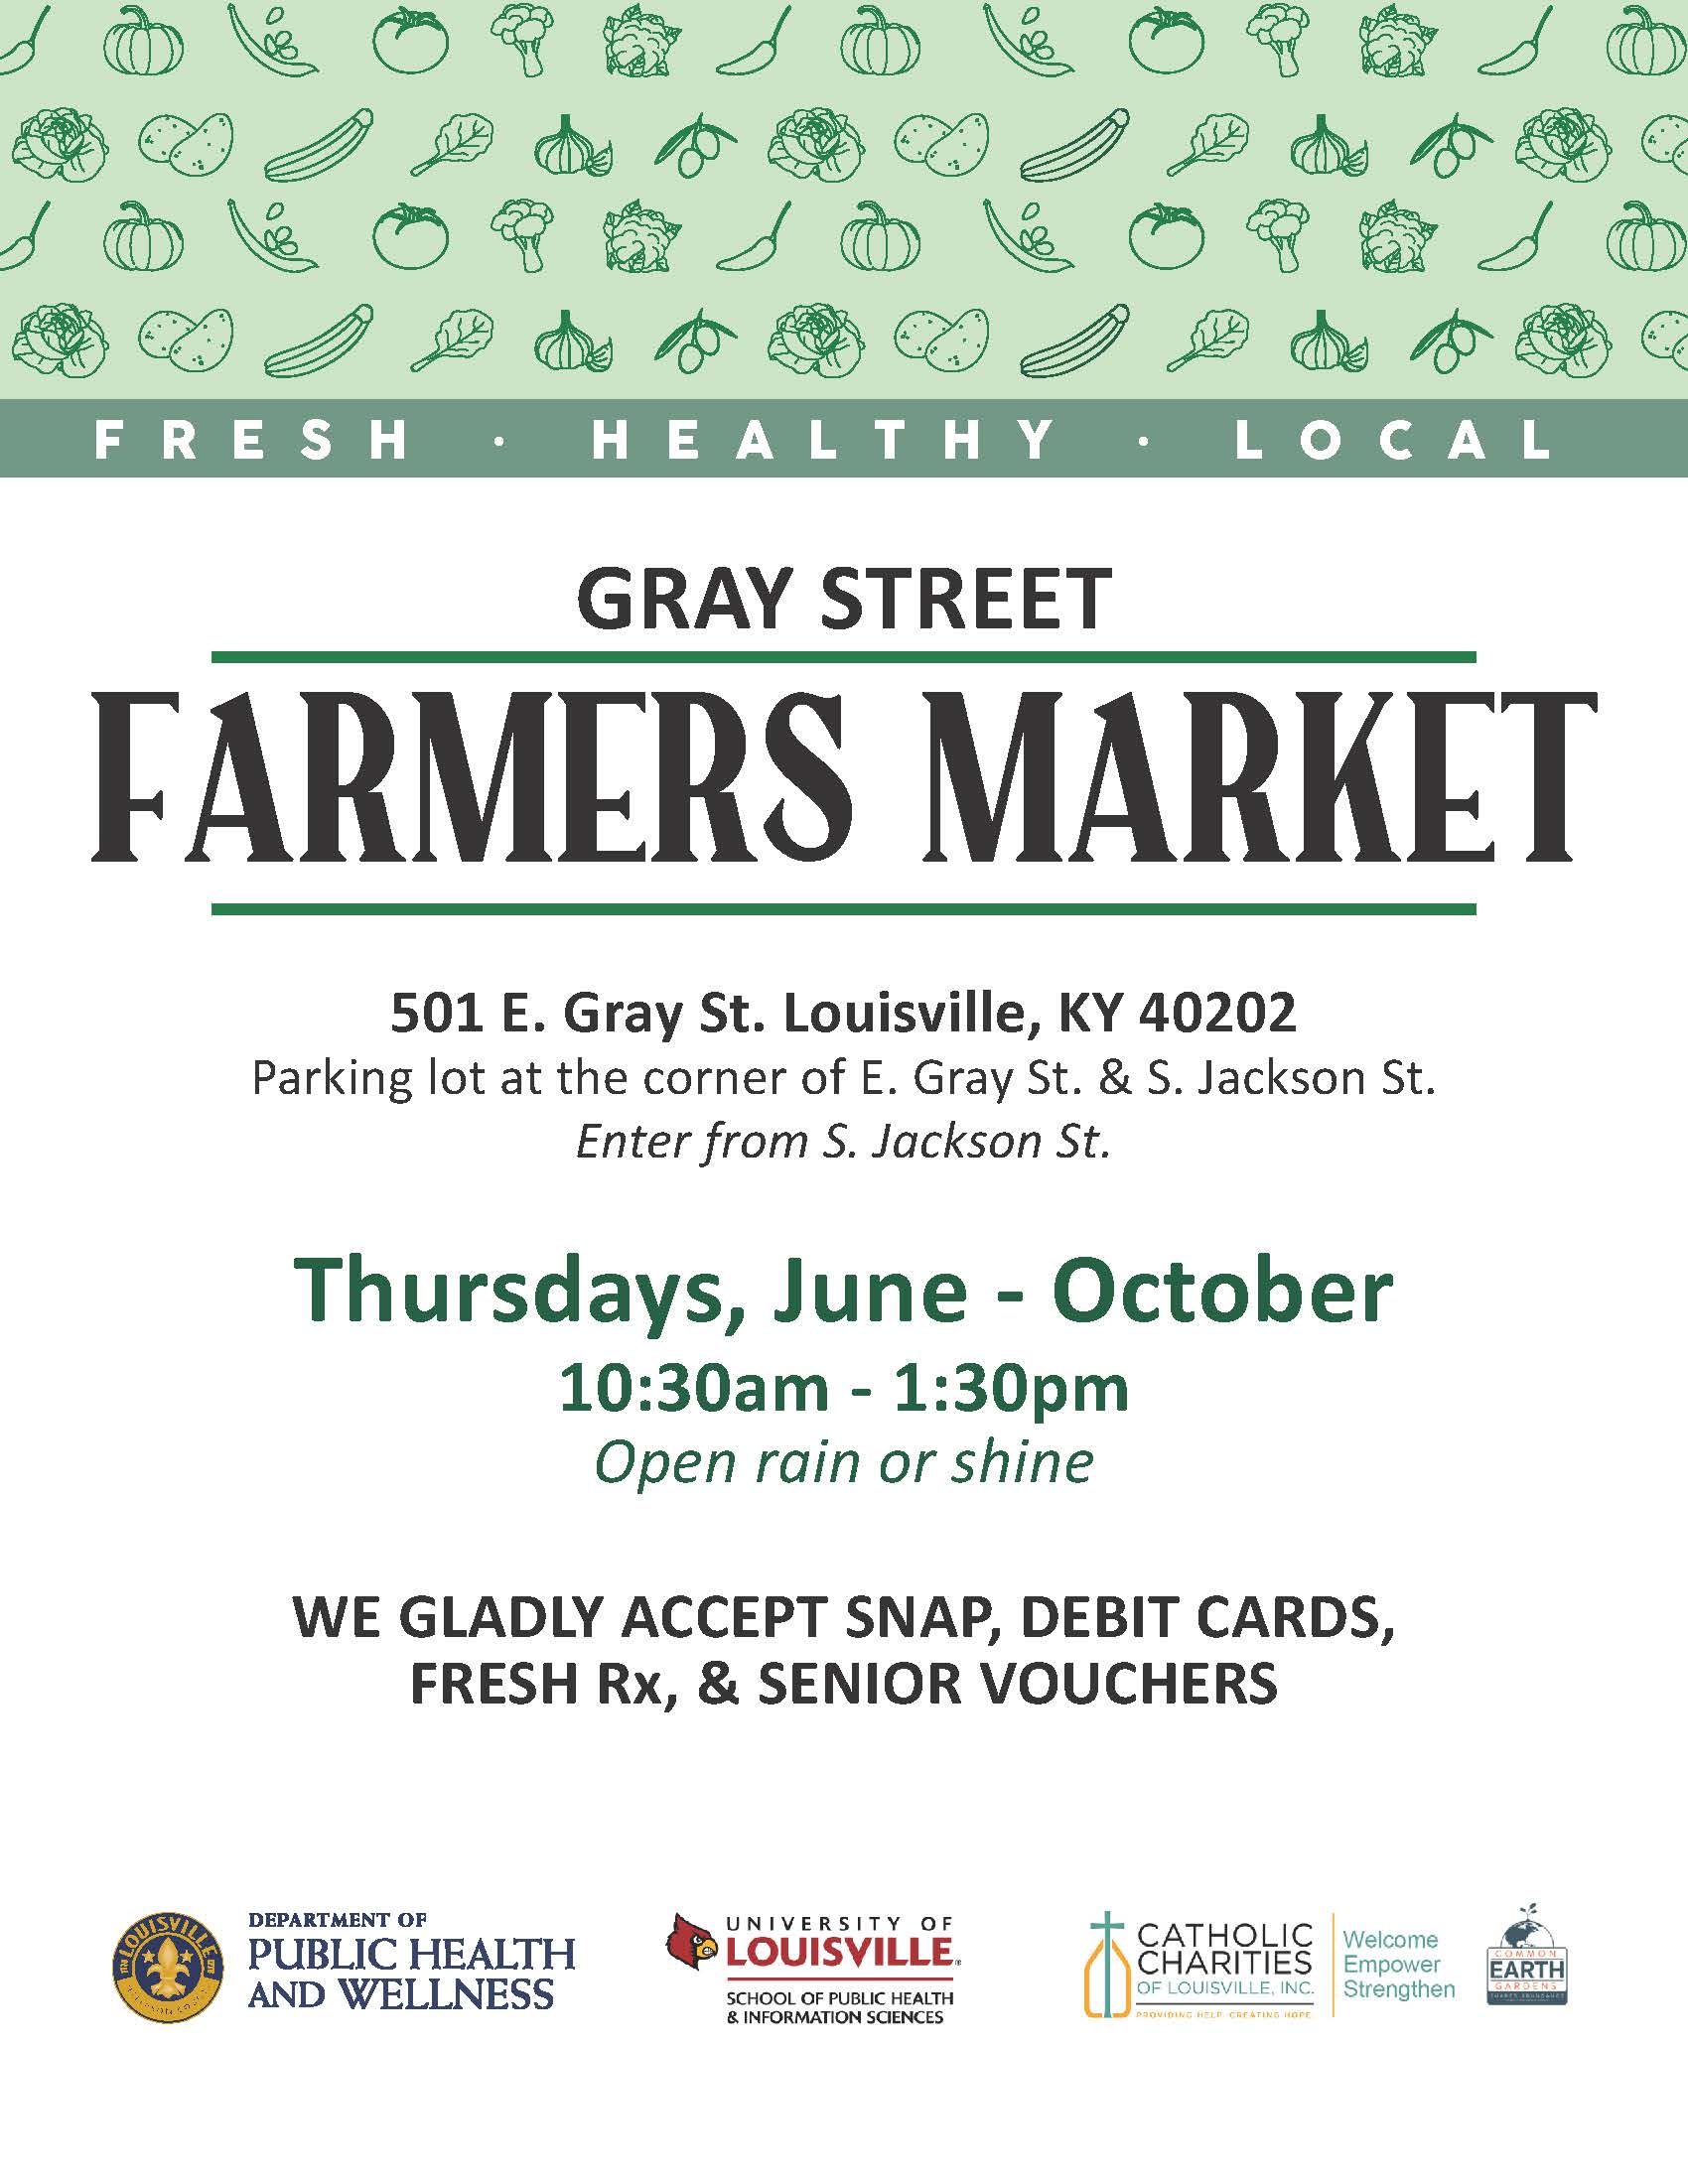 FRESH · HEALTHY · LOCAL
GRAY STREET
FARMERS MARKET
501 E. Gray St. Louisville, KY 40202
Parking lot at the corner of E. Gray St. & S. Jackson St.
Enter from S. Jackson St.
Thursdays, June - October
10:30am - 1:30pm
Open rain or shine
WE GLADLY ACCEPT SNAP, DEBIT CARDS,
FRESH Rx, & SENIOR VOUCHERS
LOUISVILLE
DEPARTMENT OF
PUBLIC HEALTH
AND WELLNESS
UNIVERSITY OF
LOUISVILLE
SCHOOL OF PUBLIC HEALTH
& INFORMATION SCIENCES
CATHOLIC
CHARITIES
OF LOUISVILLE, INC.
PROVIDING HELP. CREATING HOPE.
Welcome
Empower
Strengthen
COMMON
EARTH
GARDENS